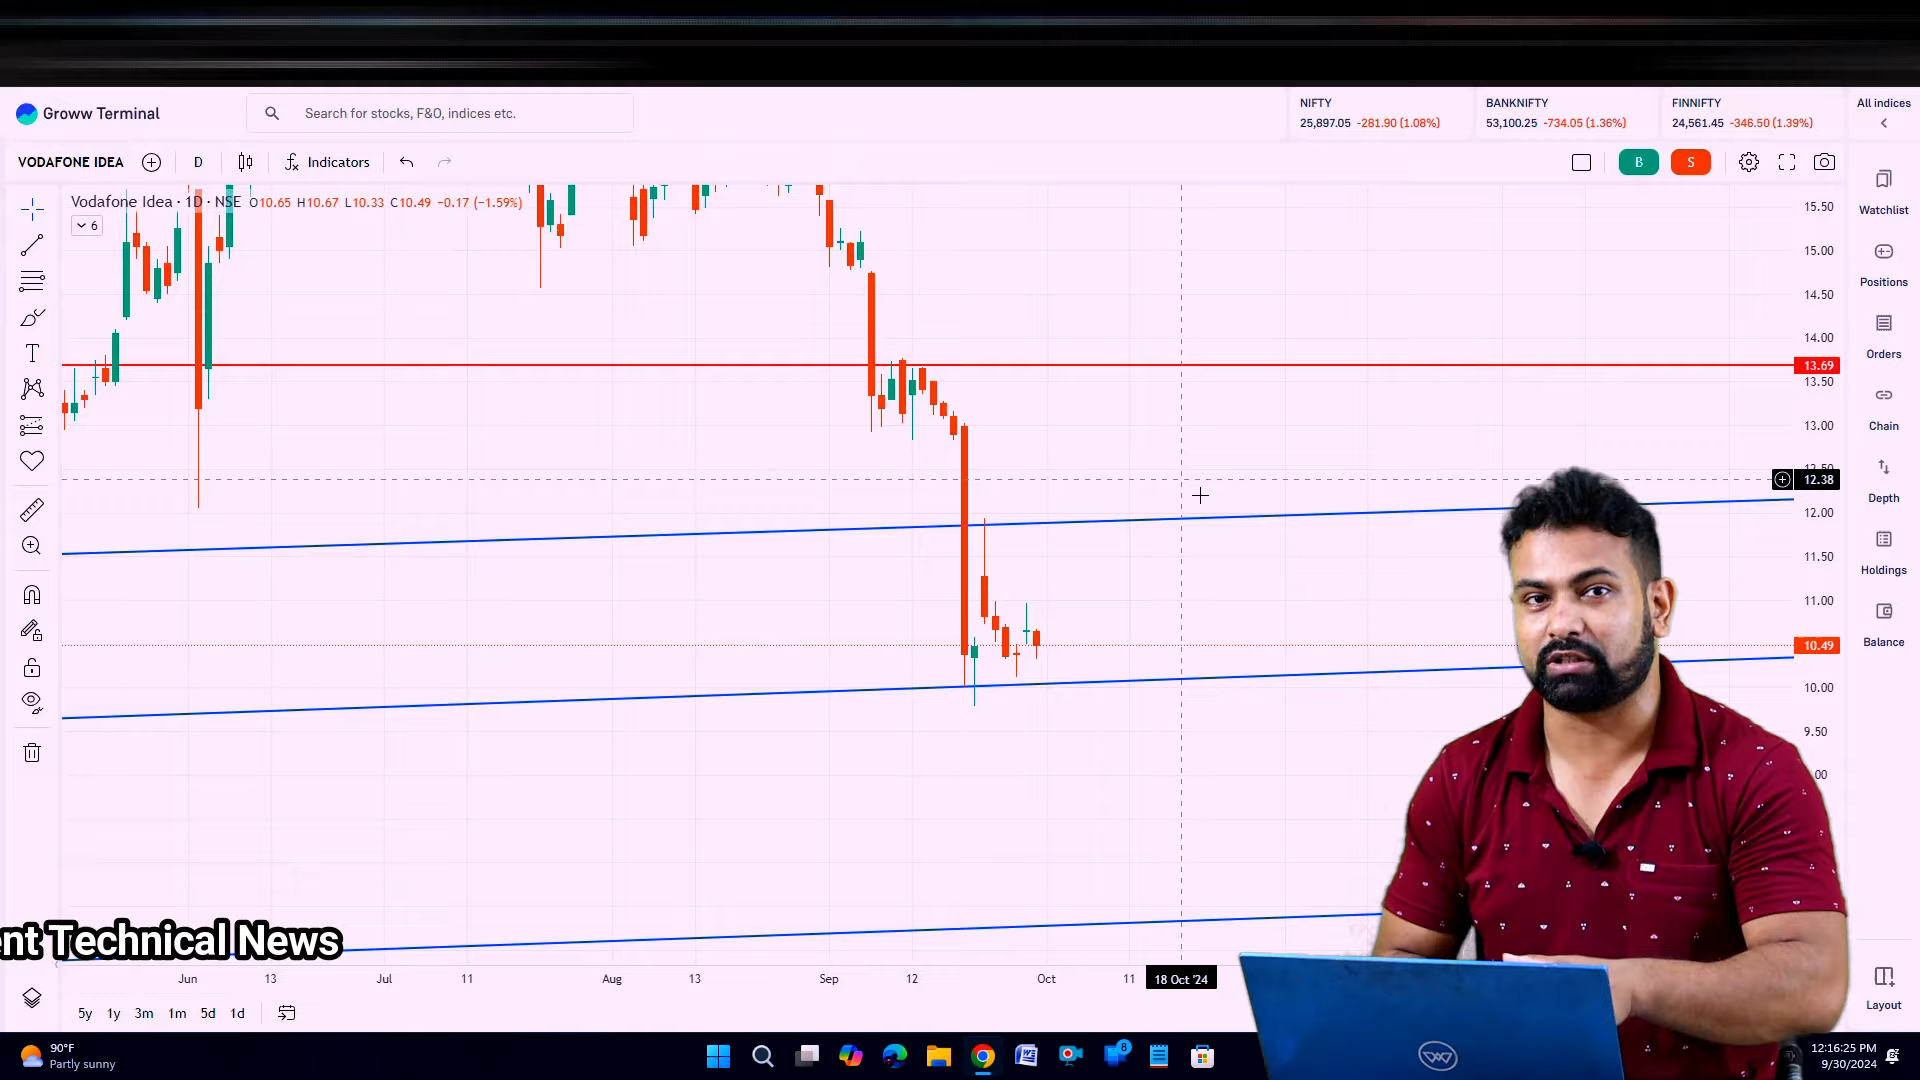 Groww Terminal
Search for stocks, F&O, indices etc.
NIFTY
25,897.05 -281.90 (1.08%)
BANKNIFTY
53,100.25 -734.05 (1.36%)
FINNIFTY
24,561.45 -346.50 (1.39%)
All indices
VODAFONE IDEA
D
Indicators
B
S
Vodafone Idea · 1D · NSE O10.65 H10.67 L10.33 C10.49 -0.17 (-1.59%)
6
15.50
15.00
14.50
14.00
13.69
13.50
13.00
12.50
12.38
12.00
11.50
11.00
10.49
10.00
9.50
00
Watchlist
Positions
Orders
Chain
Depth
Holdings
Balance
Layout
nt Technical News
Jun
13
Jul
11
Aug
13
Sep
12
Oct
11
18 Oct '24
5y
1y
3m
1m
5d
1d
90°F
Partly sunny
8
12:16:25 PM
9/30/2024